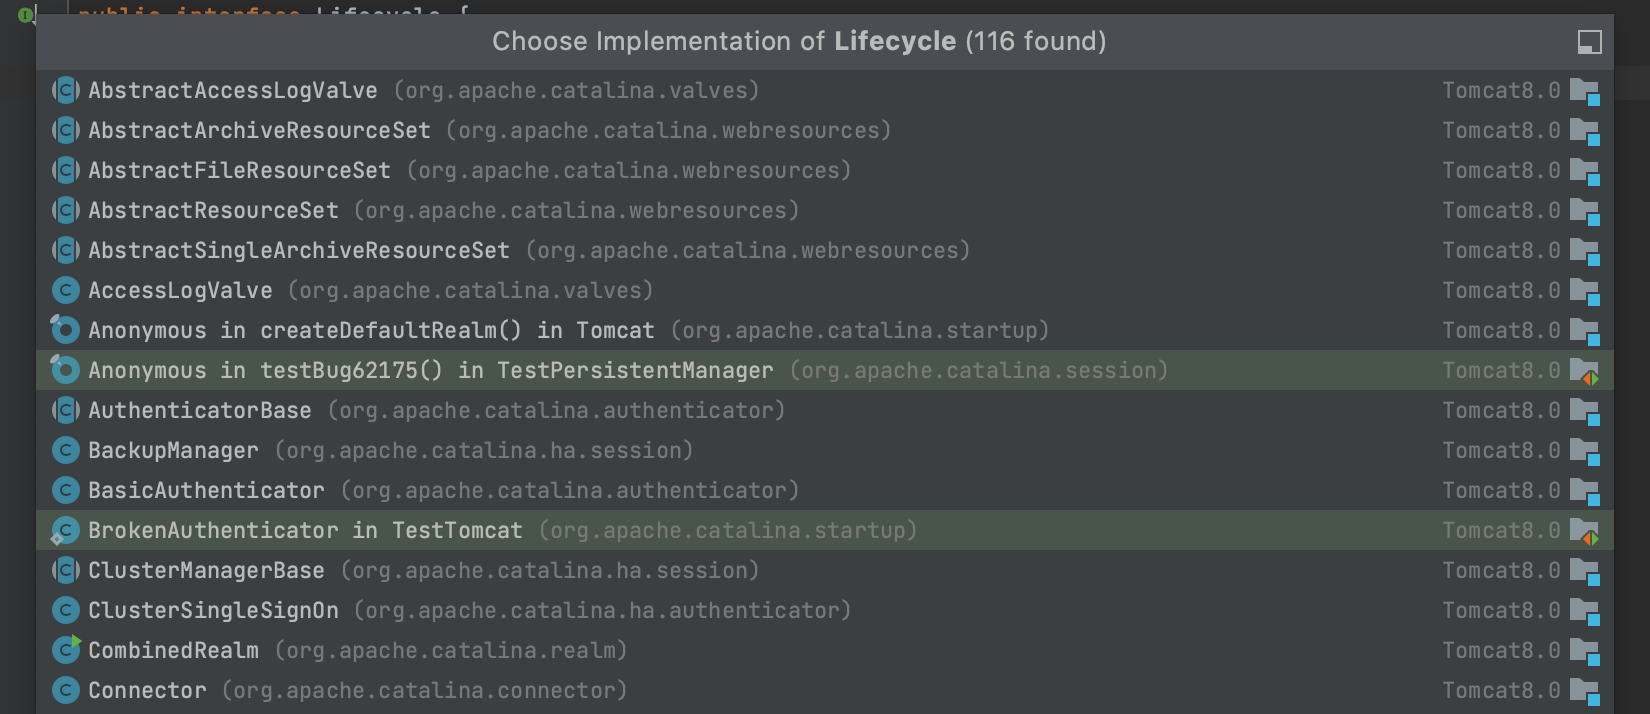 public interface Lifecycle {
Choose Implementation of Lifecycle (116 found)
AbstractAccessLogValve (org.apache.catalina.valves) Tomcat8.0
AbstractArchiveResourceSet (org.apache.catalina.webresources) Tomcat8.0
AbstractFileResourceSet (org.apache.catalina.webresources) Tomcat8.0
AbstractResourceSet (org.apache.catalina.webresources) Tomcat8.0
AbstractSingleArchiveResourceSet (org.apache.catalina.webresources) Tomcat8.0
AccessLogValve (org.apache.catalina.valves) Tomcat8.0
Anonymous in createDefaultRealm() in Tomcat (org.apache.catalina.startup) Tomcat8.0
Anonymous in testBug62175() in TestPersistentManager (org.apache.catalina.session) Tomcat8.0
AuthenticatorBase (org.apache.catalina.authenticator) Tomcat8.0
BackupManager (org.apache.catalina.ha.session) Tomcat8.0
BasicAuthenticator (org.apache.catalina.authenticator) Tomcat8.0
BrokenAuthenticator in TestTomcat (org.apache.catalina.startup) Tomcat8.0
ClusterManagerBase (org.apache.catalina.ha.session) Tomcat8.0
ClusterSingleSignOn (org.apache.catalina.ha.authenticator) Tomcat8.0
CombinedRealm (org.apache.catalina.realm) Tomcat8.0
Connector (org.apache.catalina.connector) Tomcat8.0